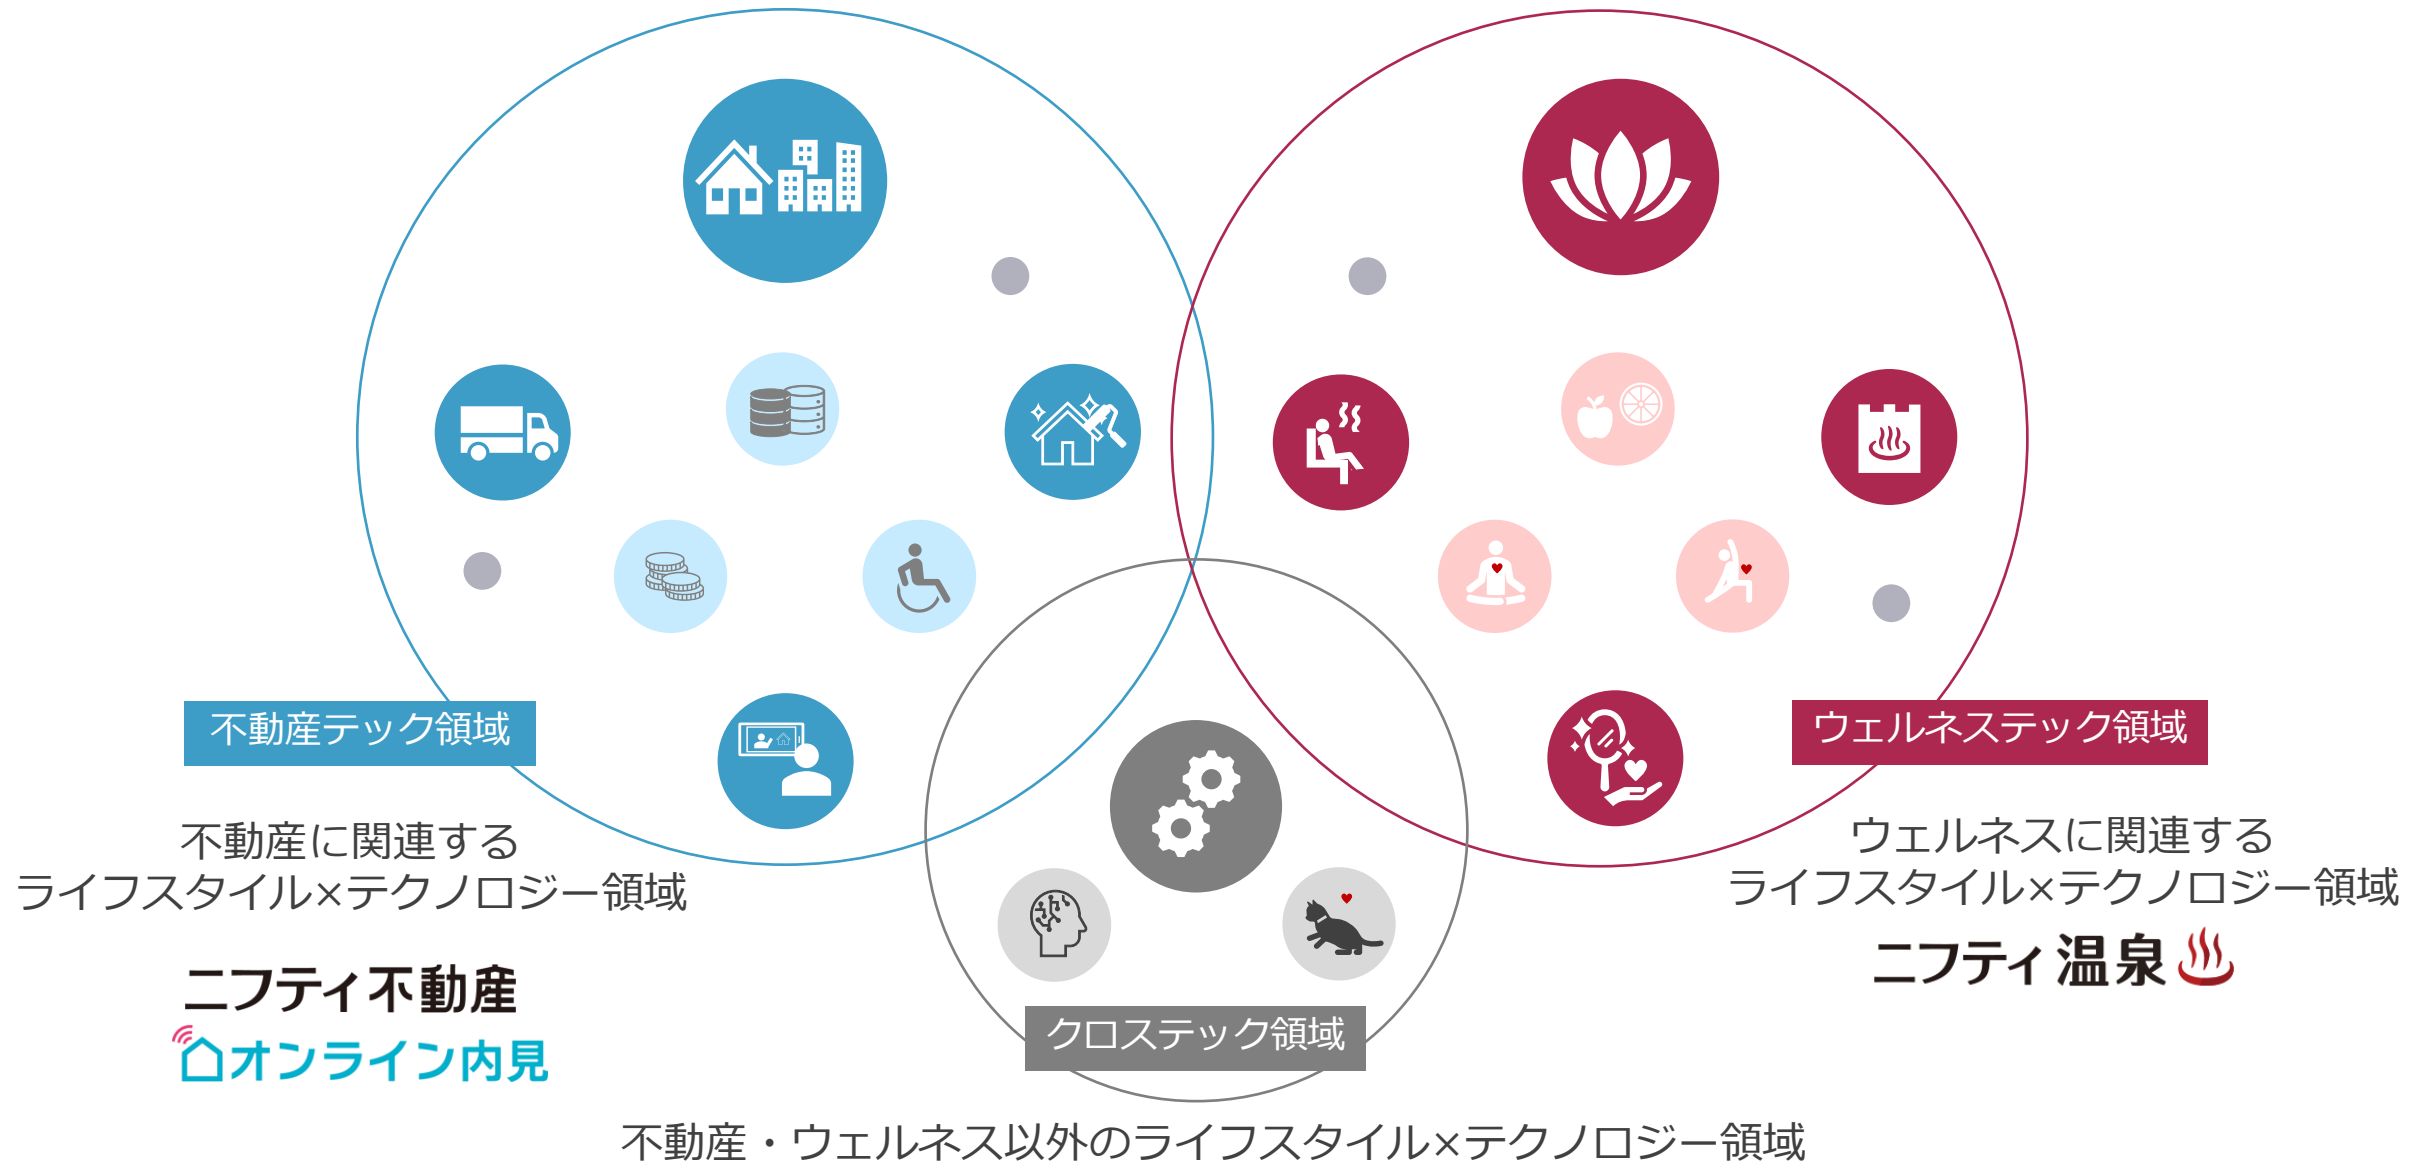 不動産テック領域
不動産に関連する
ライフスタイル×テクノロジー領域
ニフティ不動産
オンライン内見
ウェルネステック領域
ウェルネスに関連する
ライフスタイル×テクノロジー領域
ニフティ温泉
クロステック領域
不動産・ウェルネス以外のライフスタイル×テクノロジー領域